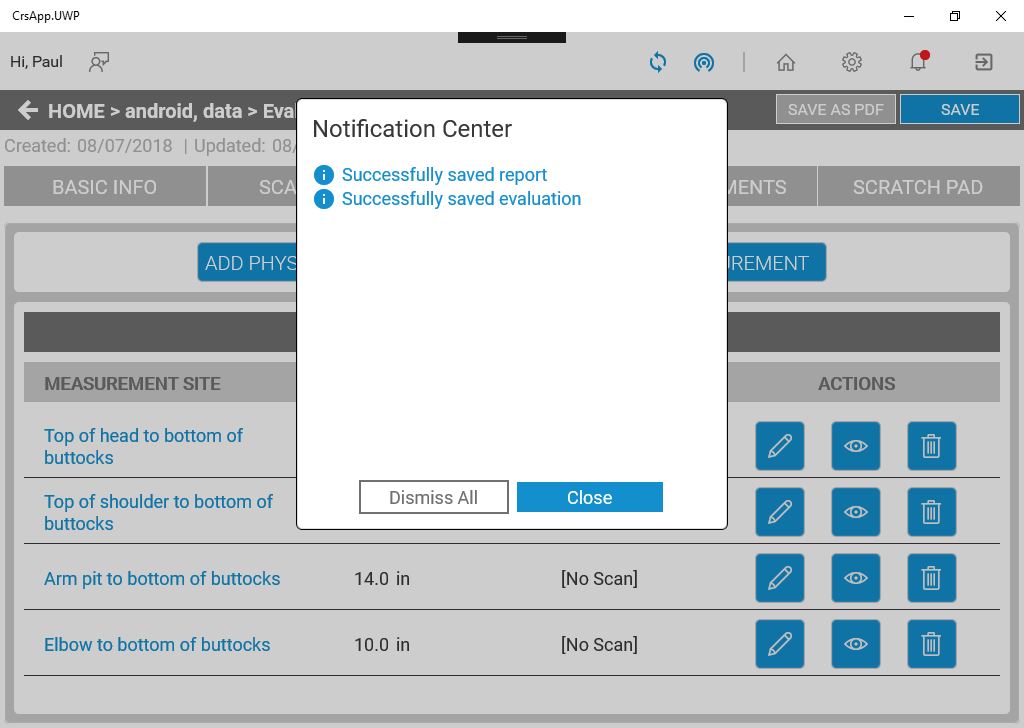 CrsApp.UWP
Hi, Paul
HOME > android, data > Eva
SAVE AS PDF
SAVE
Created: 08/07/2018 | Updated: 08/
BASIC INFO
SCA
MENTS
SCRATCH PAD
Notification Center
Successfully saved report
Successfully saved evaluation
ADD PHYS
UREMENT
MEASUREMENT SITE
ACTIONS
Top of head to bottom of
buttocks
Top of shoulder to bottom of
buttocks
Dismiss All
Close
Arm pit to bottom of buttocks 14.0 in [No Scan]
Elbow to bottom of buttocks 10.0 in [No Scan]